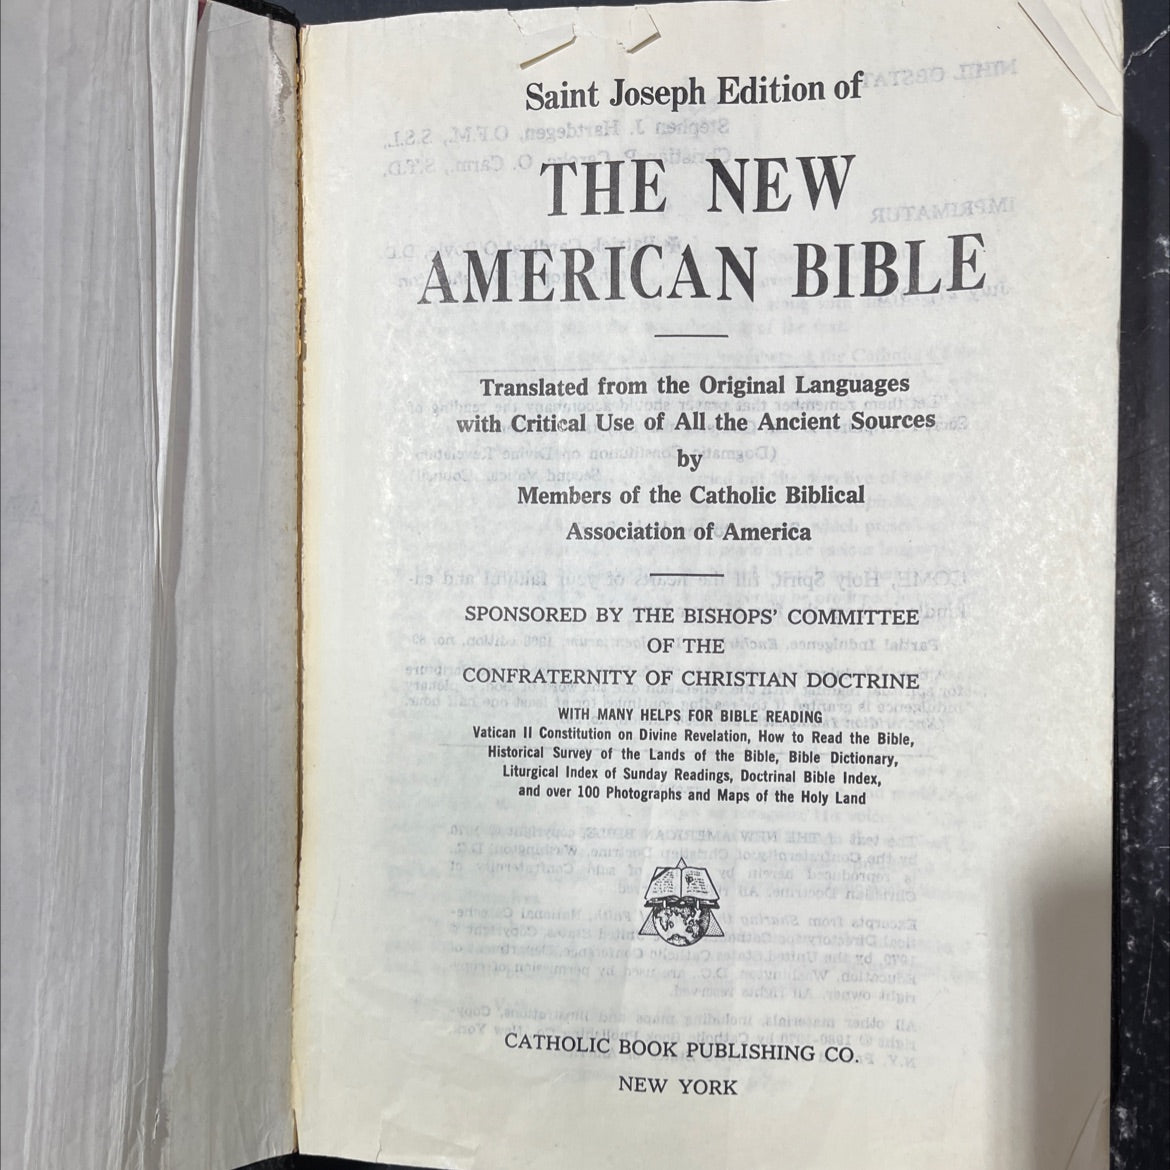 Saint Joseph Edition of
THE NEW
AMERICAN BIBLE
Translated from the Original Languages
with Critical Use of All the Ancient Sources
by
Members of the Catholic Biblical
Association of America
SPONSORED BY THE BISHOPS' COMMITTEE
OF THE
CONFRATERNITY OF CHRISTIAN DOCTRINE
WITH MANY HELPS FOR BIBLE READING
Vatican II Constitution on Divine Revelation, How to Read the Bible,
Historical Survey of the Lands of the Bible, Bible Dictionary,
Liturgical Index of Sunday Readings, Doctrinal Bible Index,
and over 100 Photographs and Maps of the Holy Land
CATHOLIC BOOK PUBLISHING CO.
NEW YORK